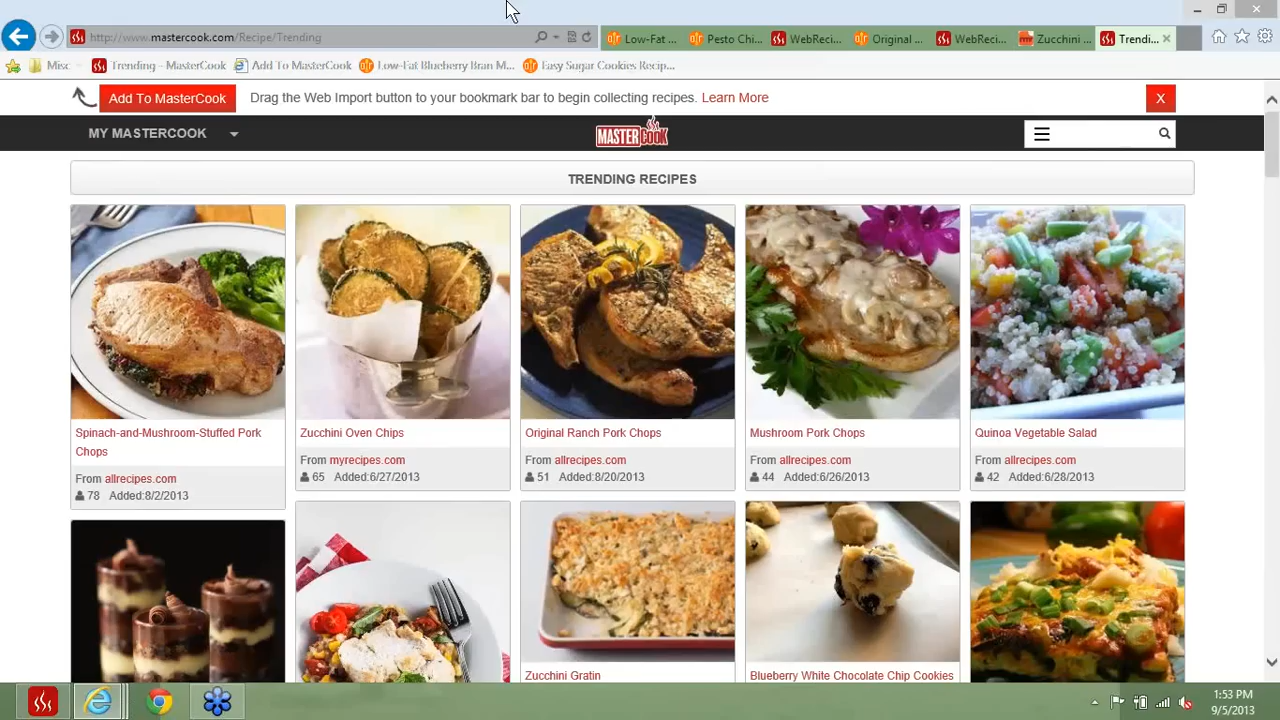 http://www.mastercook.com/Recipe/Trending
Low-Fat ...
Pesto Chi...
WebReci...
Original ...
WebReci...
Zucchini ...
Trendi...
Misc
Trending - MasterCook
Add To MasterCook
Low-Fat Blueberry Bran M...
Easy Sugar Cookies Recip...
Add To MasterCook
Drag the Web Import button to your bookmark bar to begin collecting recipes. Learn More
X
MY MASTERCOOK
MASTERCOOK
TRENDING RECIPES
Spinach-and-Mushroom-Stuffed Pork
Chops
From allrecipes.com
78 Added:8/2/2013
Zucchini Oven Chips
From myrecipes.com
65 Added:6/27/2013
Original Ranch Pork Chops
From allrecipes.com
51 Added:8/20/2013
Mushroom Pork Chops
From allrecipes.com
44 Added:6/26/2013
Quinoa Vegetable Salad
From allrecipes.com
42 Added:6/28/2013
Zucchini Gratin
Blueberry White Chocolate Chip Cookies
1:53 PM
9/5/2013